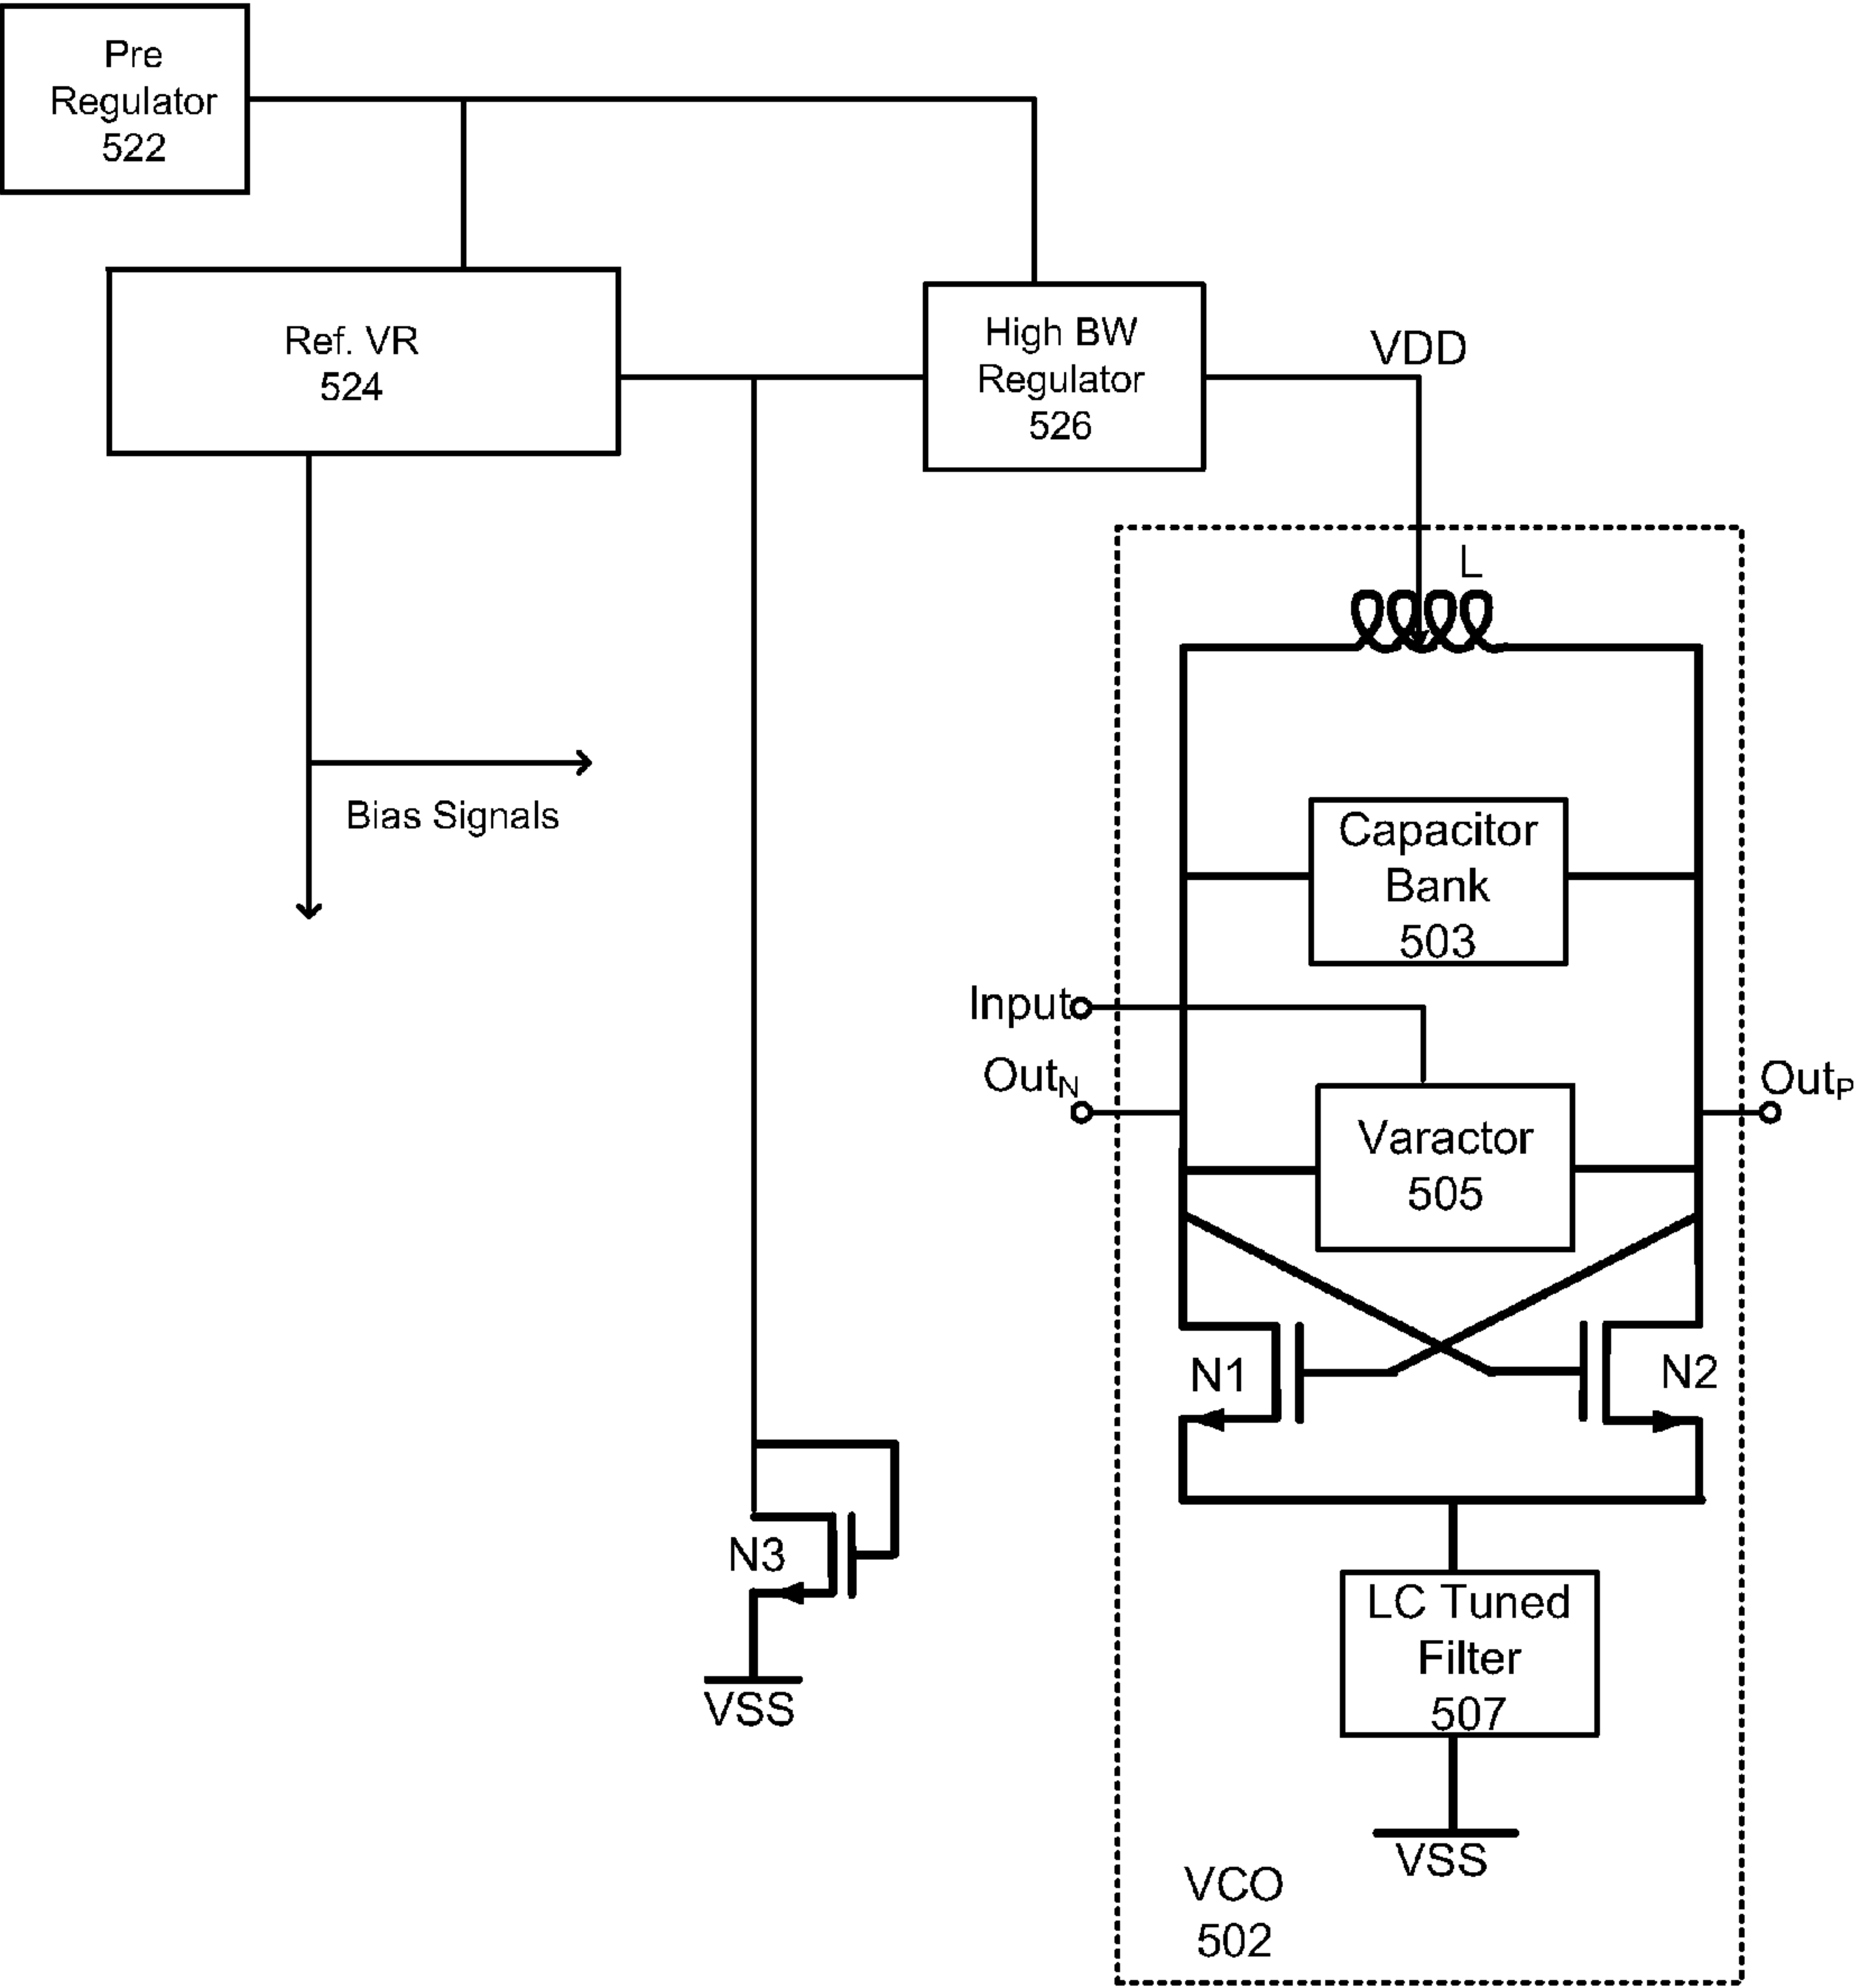 Pre
Regulator
522
Ref. VR
524
High BW
Regulator
526
VDD
L
Bias Signals
Capacitor
Bank
503
Input
OutN
OutP
Varactor
505
N1
N2
N3
VSS
LC Tuned
Filter
507
VSS
VCO
502